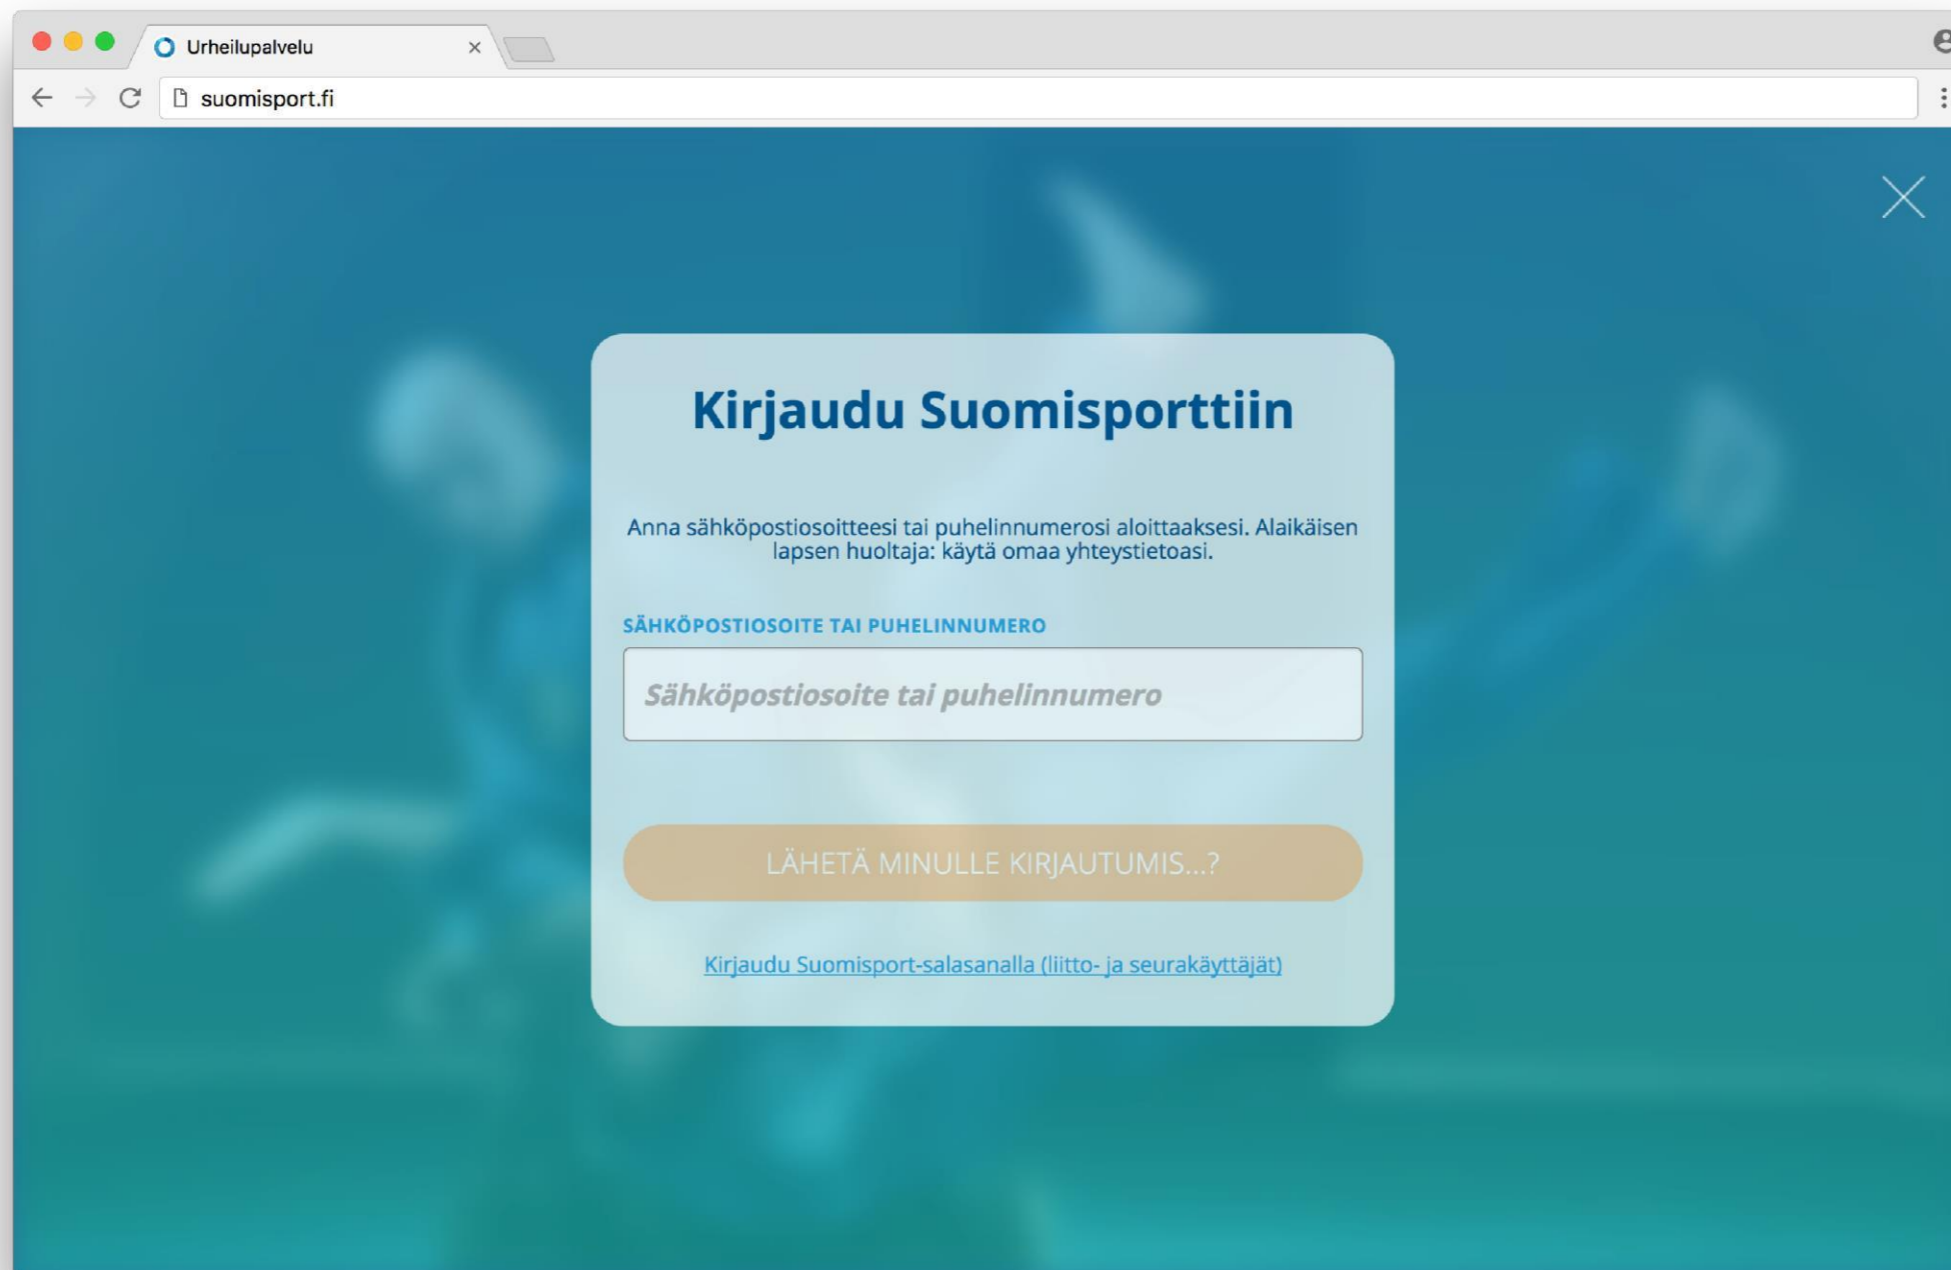 Urheilupalvelu
suomisport.fi
Kirjaudu Suomisporttiin
Anna sähköpostiosoitteesi tai puhelinnumerosi aloittaaksesi. Alaikäisen
lapsen huoltaja: käytä omaa yhteystietoasi.
SÄHKÖPOSTIOSOITE TAI PUHELINNUMERO
Sähköpostiosoite tai puhelinnumero
LÄHETÄ MINULLE KIRJAUTUMIS...?
Kirjaudu Suomisport-salasanalla (liitto- ja seurakäyttäjät)